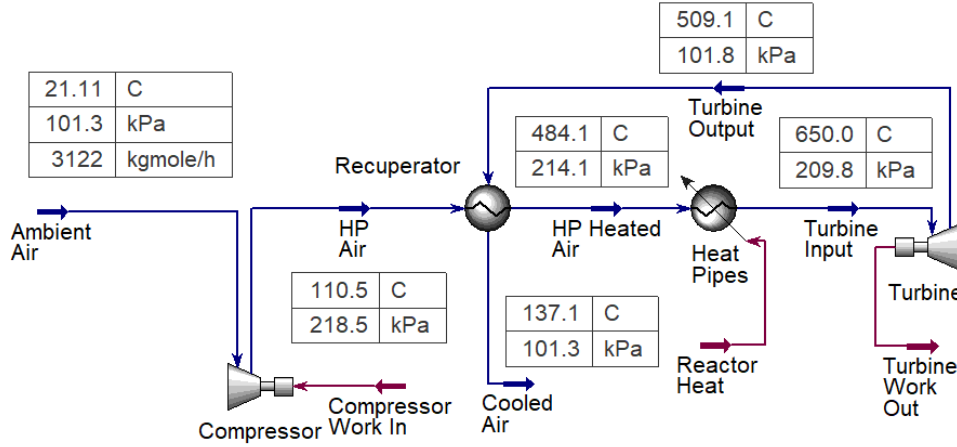 509.1 C
101.8 kPa
21.11 C
101.3 kPa
3122 kgmole/h
Turbine
Output
484.1 C
214.1 kPa
650.0 C
209.8 kPa
Recuperator
Ambient
Air
HP
Air
HP Heated
Air
Heat
Pipes
Turbine
Input
Turbine
110.5 C
218.5 kPa
137.1 C
101.3 kPa
Reactor
Heat
Turbine
Work
Out
Compressor
Compressor
Work In
Cooled
Air